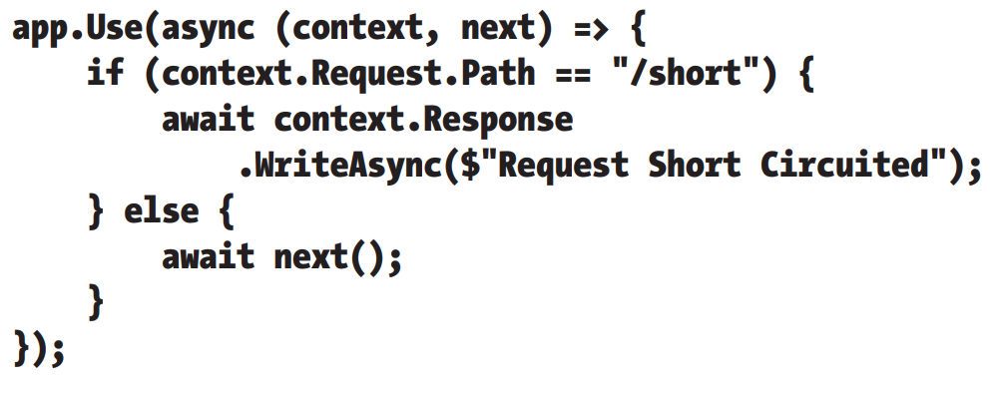 app.Use(async (context, next) => {
    if (context.Request.Path == "/short") {
        await context.Response
            .WriteAsync($"Request Short Circuited");
    } else {
        await next();
    }
});